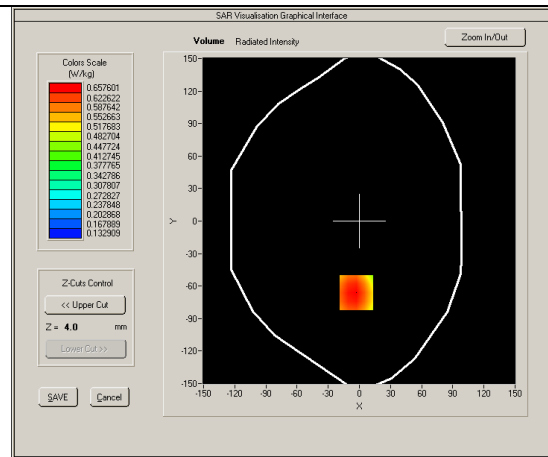 SAR Visualisation Graphical Interface
Volume Radiated Intensity
Zoom In/Out
Colors Scale
(W/kg)
0.657601
0.622622
0.587642
0.552663
0.517683
0.482704
0.447724
0.412745
0.377765
0.342786
0.307807
0.272827
0.237848
0.202868
0.167889
0.132909
Z-Cuts Control
<< Upper Cut
Z = 4.0 mm
Lower Cut >>
SAVE Cancel
150
120
90
60
30
0
-30
-60
-90
-120
-150
Y
-150 -120 -90 -60 -30 0 30 60 90 120 150
X